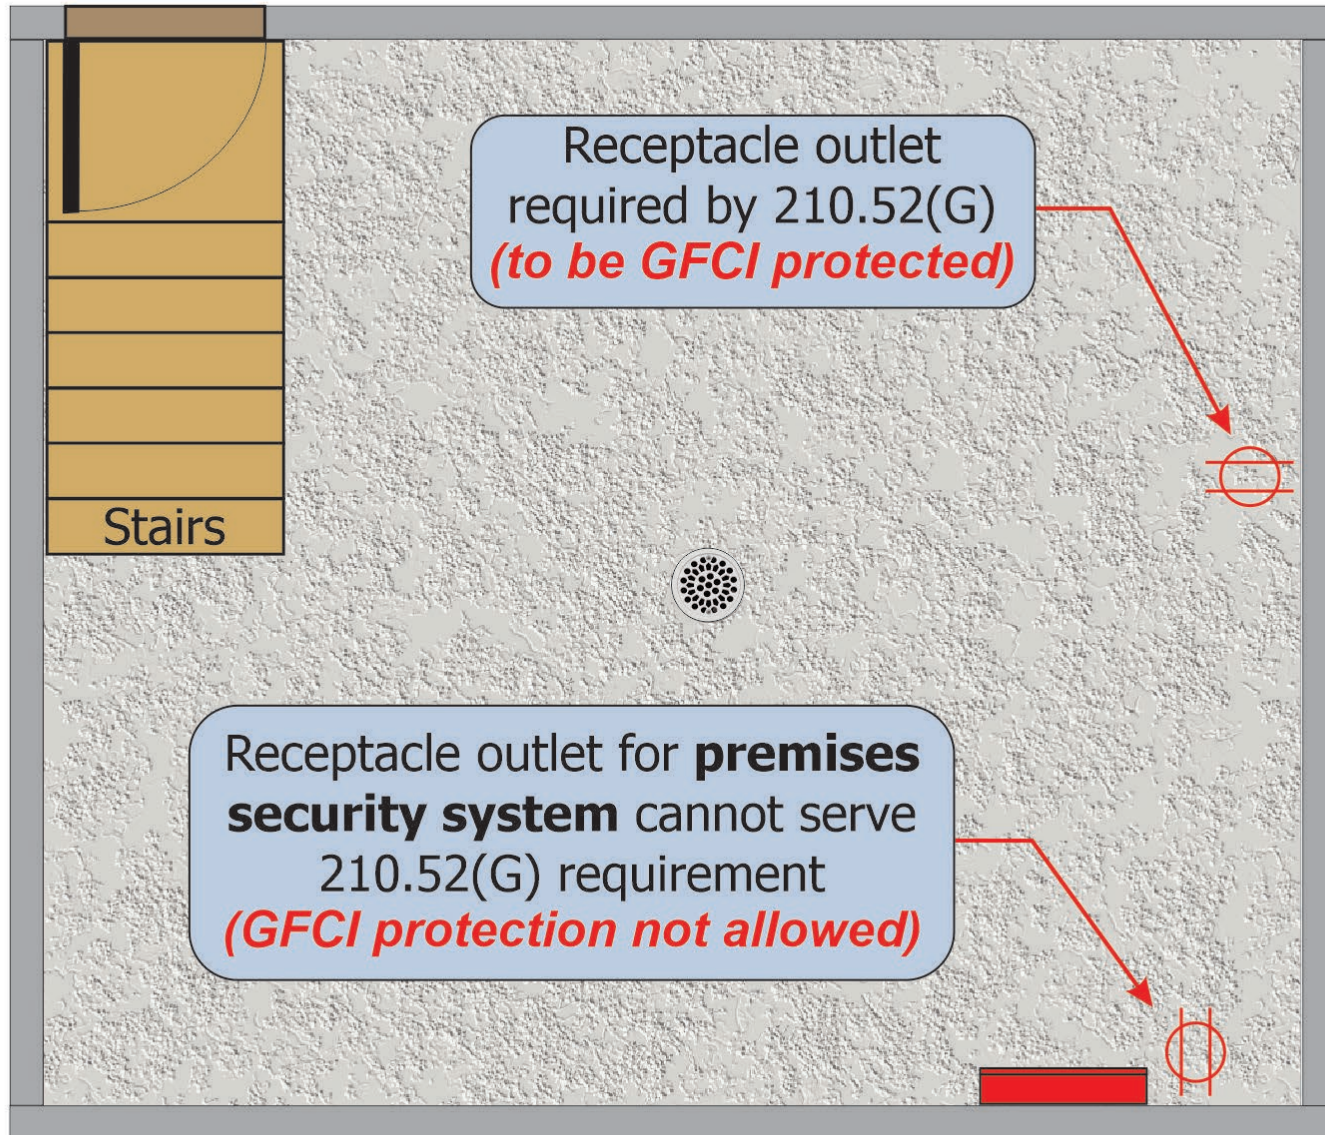 Receptacle outlet
required by 210.52(G)
(to be GFCI protected)
Stairs
Receptacle outlet for premises
security system cannot serve
210.52(G) requirement
(GFCI protection not allowed)